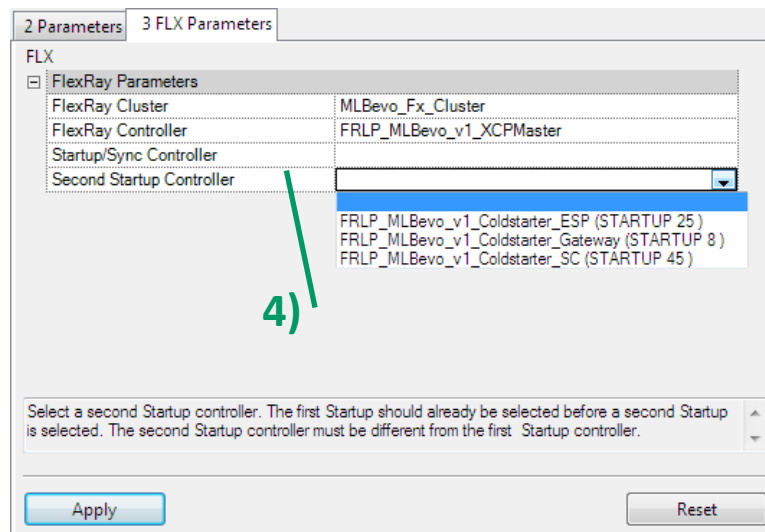 2 Parameters 3 FLX Parameters
FLX
FlexRay Parameters
FlexRay Cluster MLBevo_Fx_Cluster
FlexRay Controller FRLP_MLBevo_v1_XCPMaster
Startup/Sync Controller
Second Startup Controller
FRLP_MLBevo_v1_Coldstarter_ESP (STARTUP 25 )
FRLP_MLBevo_v1_Coldstarter_Gateway (STARTUP 8 )
FRLP_MLBevo_v1_Coldstarter_SC (STARTUP 45 )
4)
Select a second Startup controller. The first Startup should already be selected before a second Startup
is selected. The second Startup controller must be different from the first Startup controller.
Apply Reset